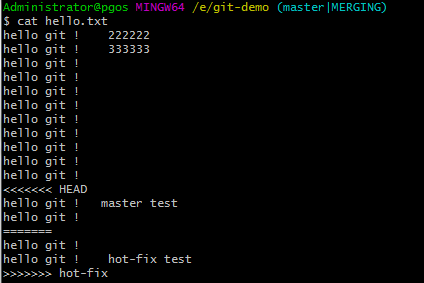 Administrator@pgos MINGW64 /e/git-demo (master|MERGING)
$ cat hello.txt
hello git !    222222
hello git !    333333
hello git !
hello git !
hello git !
hello git !
hello git !
hello git !
hello git !
hello git !
hello git !
<<<<<<< HEAD
hello git !   master test
hello git !
=======
hello git !
hello git !    hot-fix test
>>>>>>> hot-fix